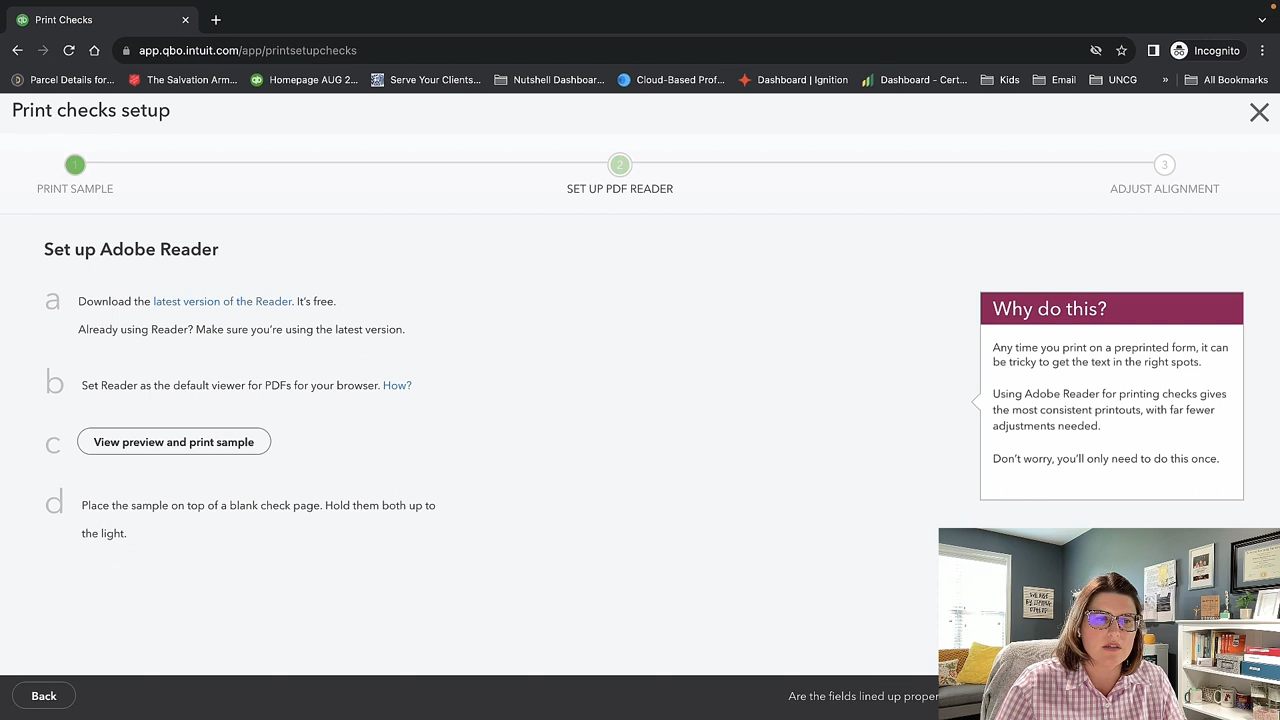 Print Checks
app.qbo.intuit.com/app/printsetupchecks
Incognito
Parcel Details for...
The Salvation Arm...
Homepage AUG 2...
Serve Your Clients...
Nutshell Dashboar...
Cloud-Based Prof...
Dashboard | Ignition
Dashboard - Cert...
Kids
Email
UNCG
»
All Bookmarks
Print checks setup
1
2
3
PRINT SAMPLE
SET UP PDF READER
ADJUST ALIGNMENT
Set up Adobe Reader
a
Download the latest version of the Reader. It's free.
Already using Reader? Make sure you're using the latest version.
b
Set Reader as the default viewer for PDFs for your browser. How?
c
View preview and print sample
d
Place the sample on top of a blank check page. Hold them both up to
the light.
Why do this?
Any time you print on a preprinted form, it can
be tricky to get the text in the right spots.
Using Adobe Reader for printing checks gives
the most consistent printouts, with far fewer
adjustments needed.
Don't worry, you'll only need to do this once.
Back
Are the fields lined up proper